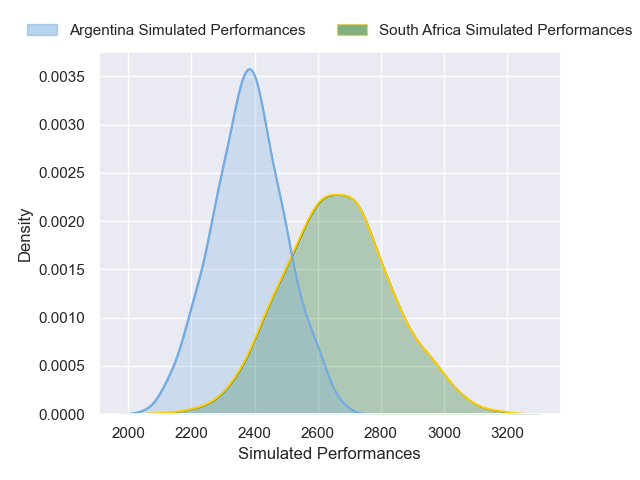 Argentina Simulated Performances
South Africa Simulated Performances
0.0035
0.0030
0.0025
0.0020
0.0015
0.0010
0.0005
0.0000
Density
2000 2200 2400 2600 2800 3000 3200
Simulated Performances